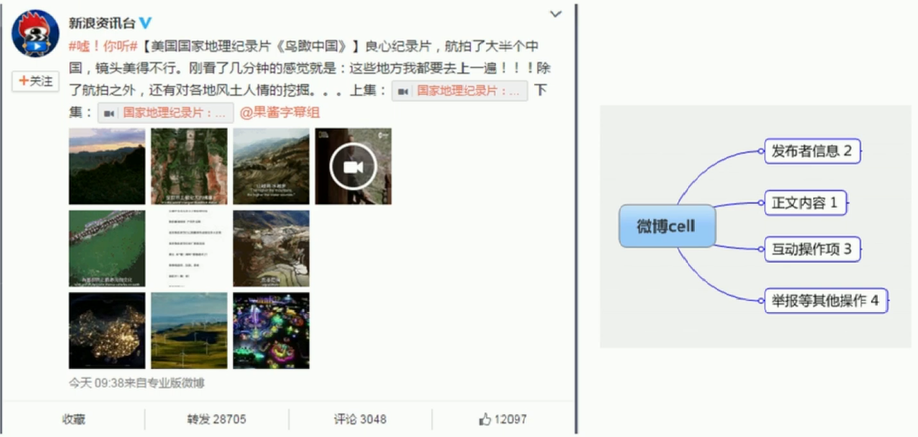 新浪资讯台
#嘘！你听#【美国国家地理纪录片《鸟瞰中国》】良心纪录片，航拍了大半个中
国，镜头美得不行。刚看了几分钟的感觉就是：这些地方我都要去上一遍！！！除
了航拍之外，还有对各地风土人情的挖掘。。。上集： 国家地理纪录片：... 下
集： 国家地理纪录片：... @果酱字幕组
+关注
今天 09:38来自专业版微博
收藏
转发 28705
评论 3048
12097
微博cell
发布者信息 2
正文内容 1
互动操作项 3
举报等其他操作 4